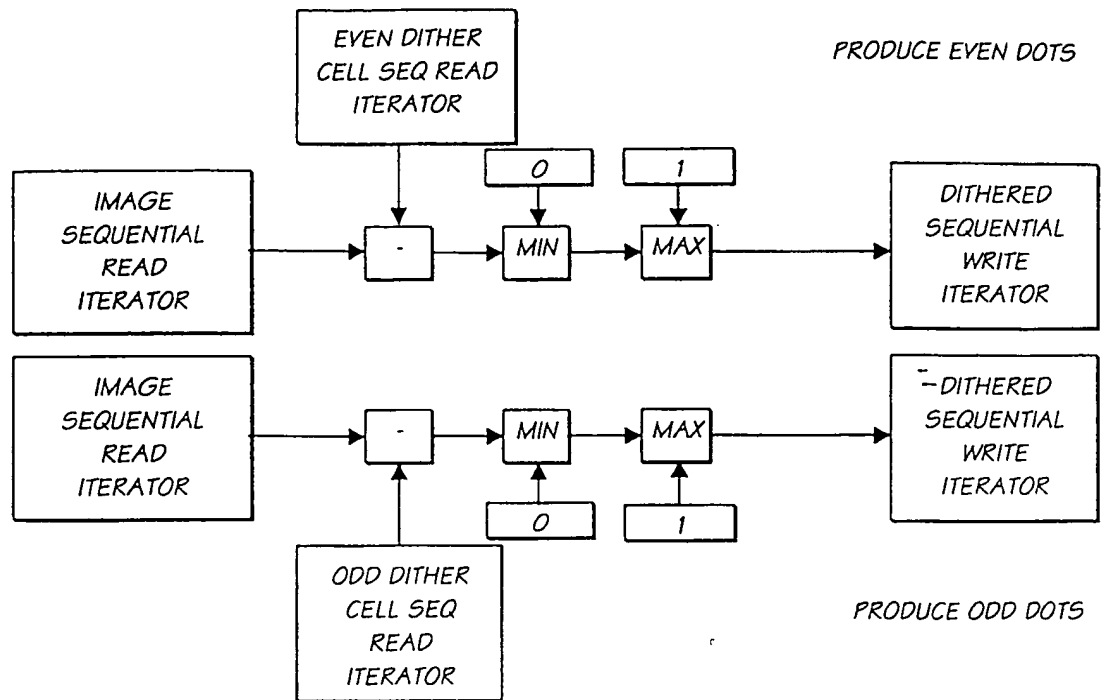 EVEN DITHER
CELL SEQ READ
ITERATOR
PRODUCE EVEN DOTS
IMAGE
SEQUENTIAL
READ
ITERATOR
0
1
-
MIN
MAX
DITHERED
SEQUENTIAL
WRITE
ITERATOR
IMAGE
SEQUENTIAL
READ
ITERATOR
-
MIN
MAX
DITHERED
SEQUENTIAL
WRITE
ITERATOR
0
1
ODD DITHER
CELL SEQ
READ
ITERATOR
PRODUCE ODD DOTS